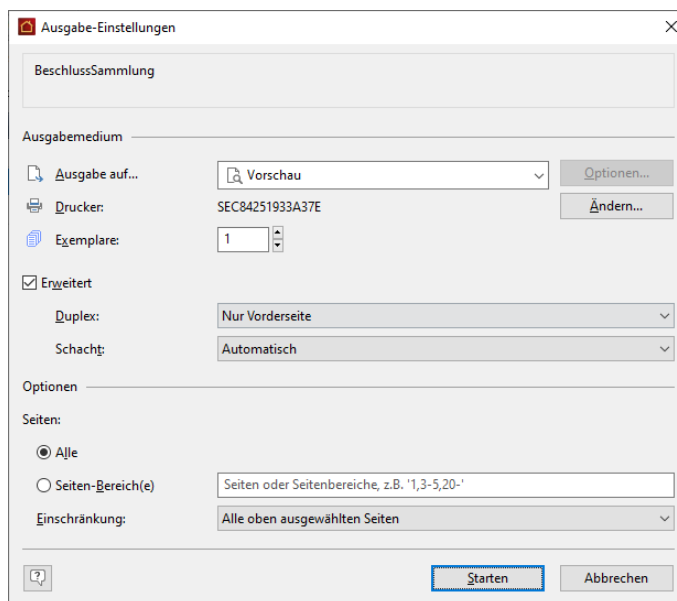 Ausgabe-Einstellungen
BeschlussSammlung
Ausgabemedium
Ausgabe auf... Vorschau Optionen...
Drucker: SEC84251933A37E Ändern...
Exemplare: 1
Erweitert
Duplex: Nur Vorderseite
Schacht: Automatisch
Optionen
Seiten:
Alle
Seiten-Bereich(e) Seiten oder Seitenbereiche, z.B. '1,3-5,20-'
Einschränkung: Alle oben ausgewählten Seiten
Starten Abbrechen